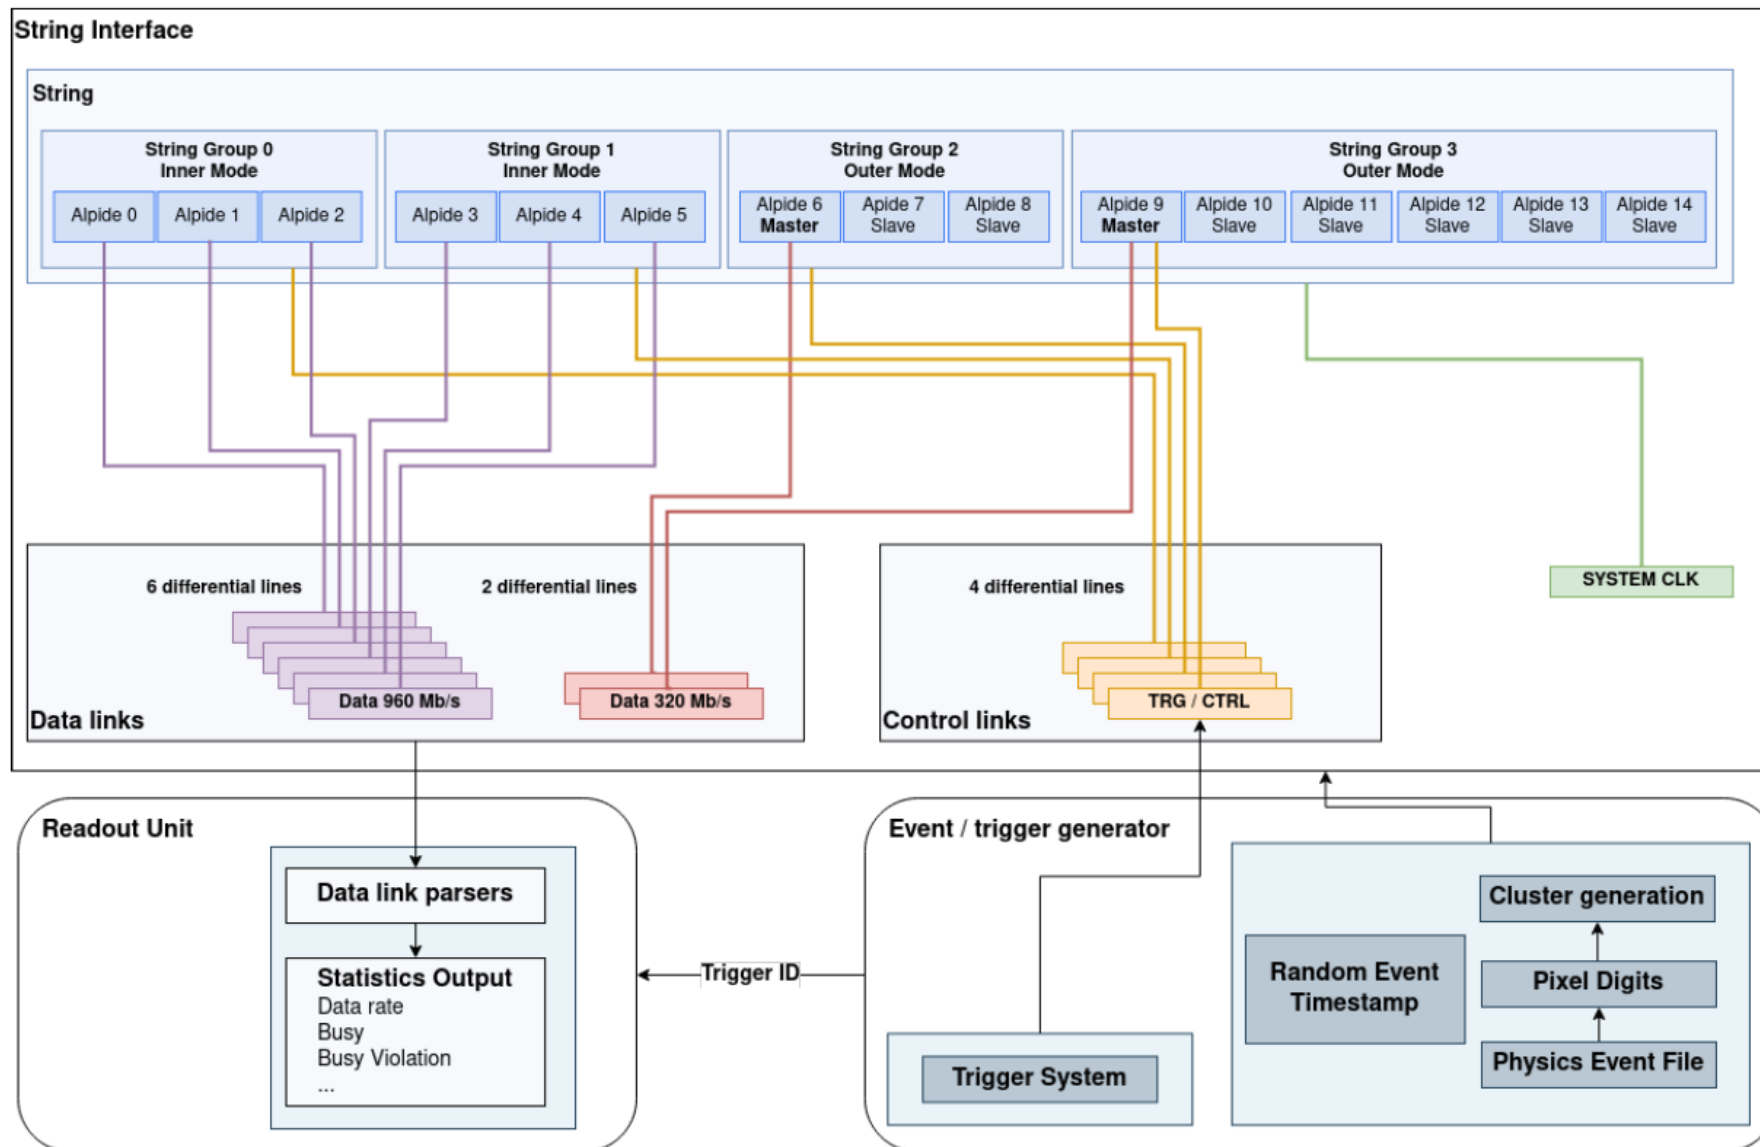 String Interface
String
String Group 0
Inner Mode
Alpide 0
Alpide 1
Alpide 2
String Group 1
Inner Mode
Alpide 3
Alpide 4
Alpide 5
String Group 2
Outer Mode
Alpide 6
Master
Apide 7
Slave
Alpide 8
Slave
String Group 3
Outer Mode
Alpide 9
Master
Alpide 10
Slave
Alpide 11
Slave
Alpide 12
Slave
Alpide 13
Slave
Alpide 14
Slave
6 differential lines
2 differential lines
Data 960 Mb/s
Data 320 Mb/s
Data links
4 differential lines
TRG / CTRL
Control links
SYSTEM CLK
Readout Unit
Data link parsers
Statistics Output
Data rate
Busy
Busy Violation
...
Trigger ID
Event / trigger generator
Trigger System
Random Event
Timestamp
Cluster generation
Pixel Digits
Physics Event File